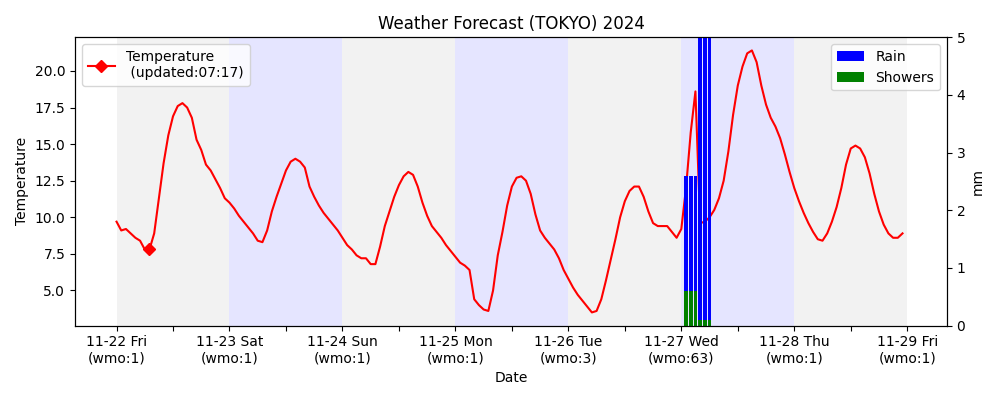 Weather Forecast (TOKYO) 2024
Temperature
(updated:07:17)
Rain
Showers
Temperature
20.0
17.5
15.0
12.5
10.0
7.5
5.0
5
4
3
2
1
0
mm
11-22 Fri
(wmo:1)
11-23 Sat
(wmo:1)
11-24 Sun
(wmo:1)
11-25 Mon
(wmo:1)
11-26 Tue
(wmo:3)
11-27 Wed
(wmo:63)
11-28 Thu
(wmo:1)
11-29 Fri
(wmo:1)
Date